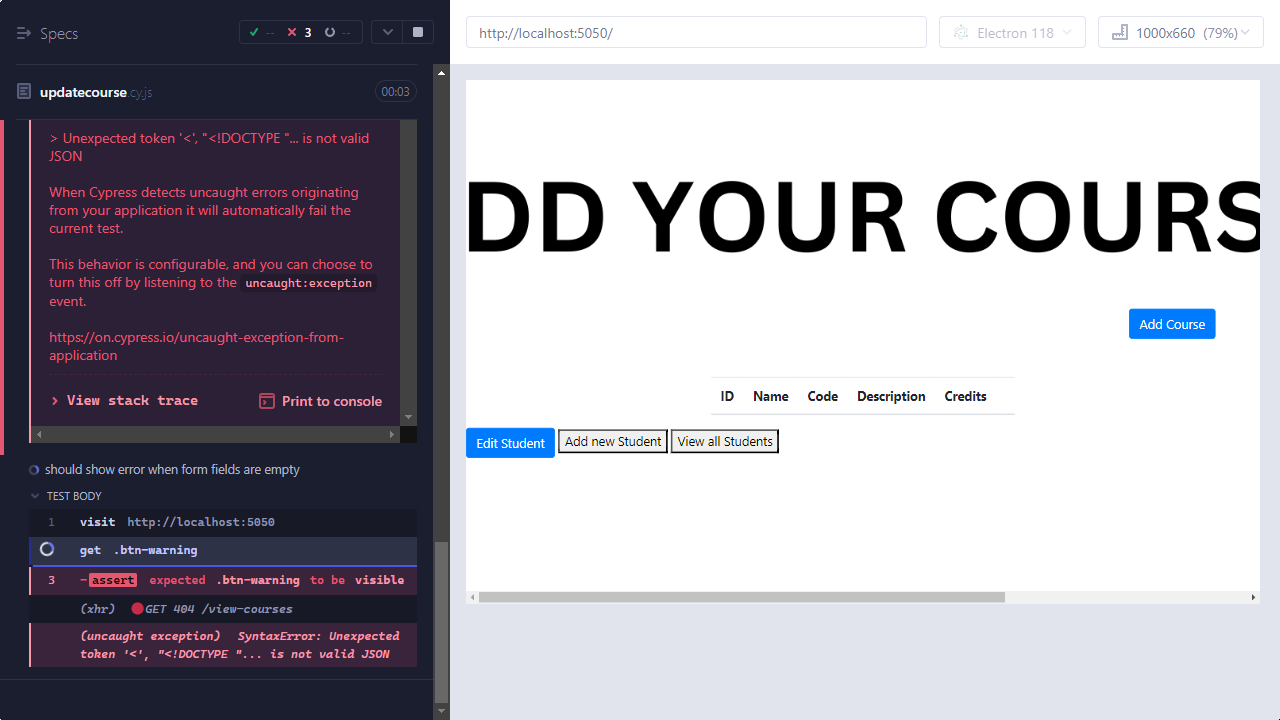 Specs
-- 3 --
updatecourse.cy.js
00:03
> Unexpected token '<', "<!DOCTYPE "... is not valid
JSON
When Cypress detects uncaught errors originating
from your application it will automatically fail the
current test.
This behavior is configurable, and you can choose to
turn this off by listening to the uncaught:exception
event.
https://on.cypress.io/uncaught-exception-from-
application
> View stack trace
Print to console
should show error when form fields are empty
TEST BODY
1 visit http://localhost:5050
get .btn-warning
3 -assert expected .btn-warning to be visible
(xhr) GET 404 /view-courses
(uncaught exception) SyntaxError: Unexpected
token '<', "<!DOCTYPE "... is not valid JSON
http://localhost:5050/
Electron 118
1000x660 (79%)
DD YOUR COURS
Add Course
ID Name Code Description Credits
Edit Student Add new Student View all Students